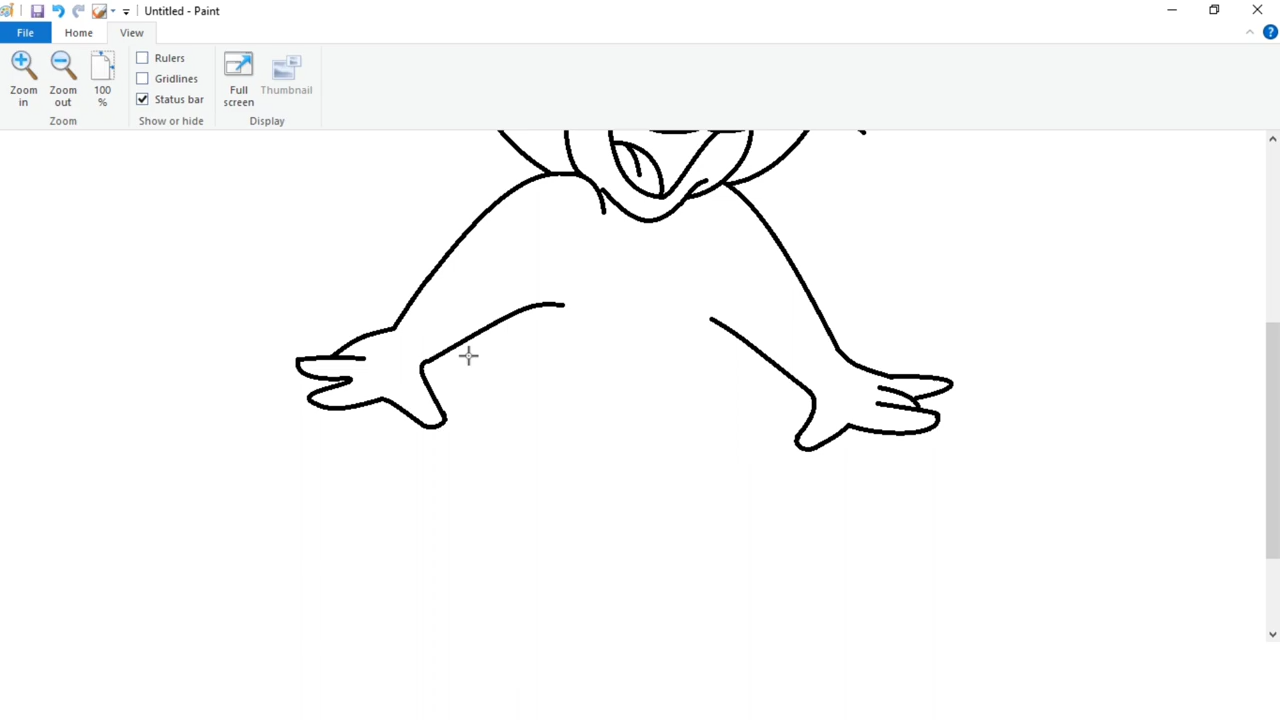 Untitled - Paint
File Home View
Zoom in
Zoom out
100 %
Rulers
Gridlines
Status bar
Full screen
Thumbnail
Zoom
Show or hide
Display
?